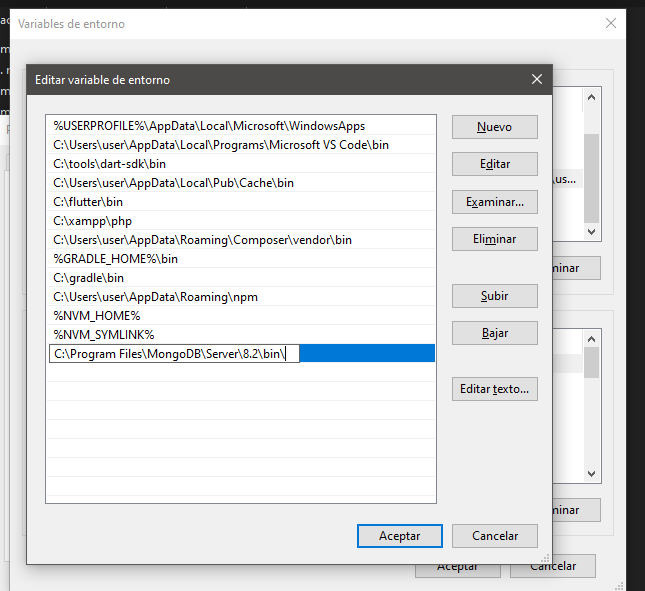 Variables de entorno
Editar variable de entorno
%USERPROFILE%\AppData\Local\Microsoft\WindowsApps
C:\Users\user\AppData\Local\Programs\Microsoft VS Code\bin
C:\tools\dart-sdk\bin
C:\Users\user\AppData\Local\Pub\Cache\bin
C:\flutter\bin
C:\xampp\php
C:\Users\user\AppData\Roaming\Composer\vendor\bin
%GRADLE_HOME%\bin
C:\gradle\bin
C:\Users\user\AppData\Roaming\npm
%NVM_HOME%
%NVM_SYMLINK%
C:\Program Files\MongoDB\Server\8.2\bin\
Nuevo
Editar
Examinar...
Eliminar
Subir
Bajar
Editar texto...
Aceptar
Cancelar
\us...
minar
minar
Aceptar
Cancelar